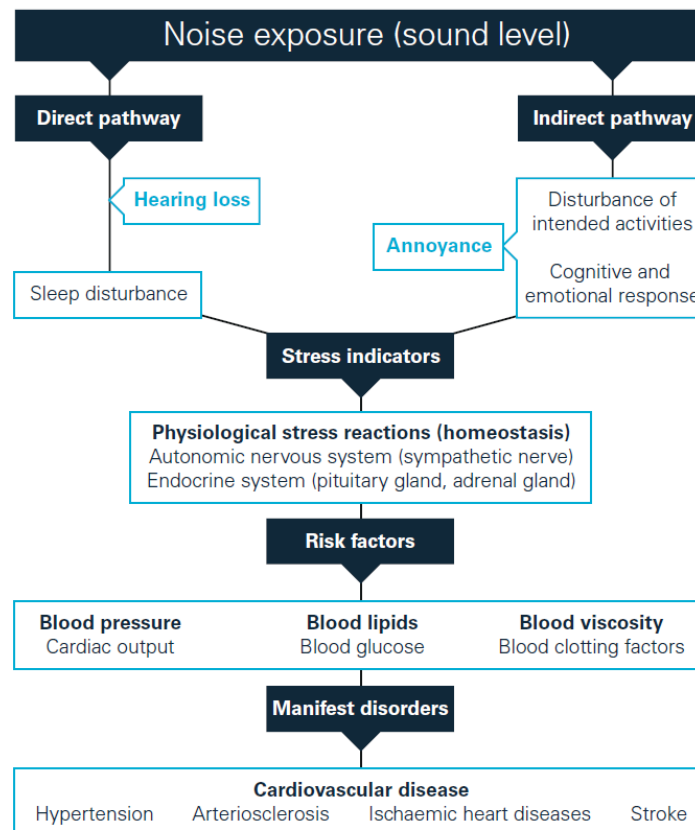 Noise exposure (sound level)
Direct pathway
Indirect pathway
Hearing loss
Disturbance of
intended activities
Annoyance
Cognitive and
emotional response
Sleep disturbance
Stress indicators
Physiological stress reactions (homeostasis)
Autonomic nervous system (sympathetic nerve)
Endocrine system (pituitary gland, adrenal gland)
Risk factors
Blood pressure Blood lipids Blood viscosity
Cardiac output Blood glucose Blood clotting factors
Manifest disorders
Cardiovascular disease
Hypertension Arteriosclerosis Ischaemic heart diseases Stroke